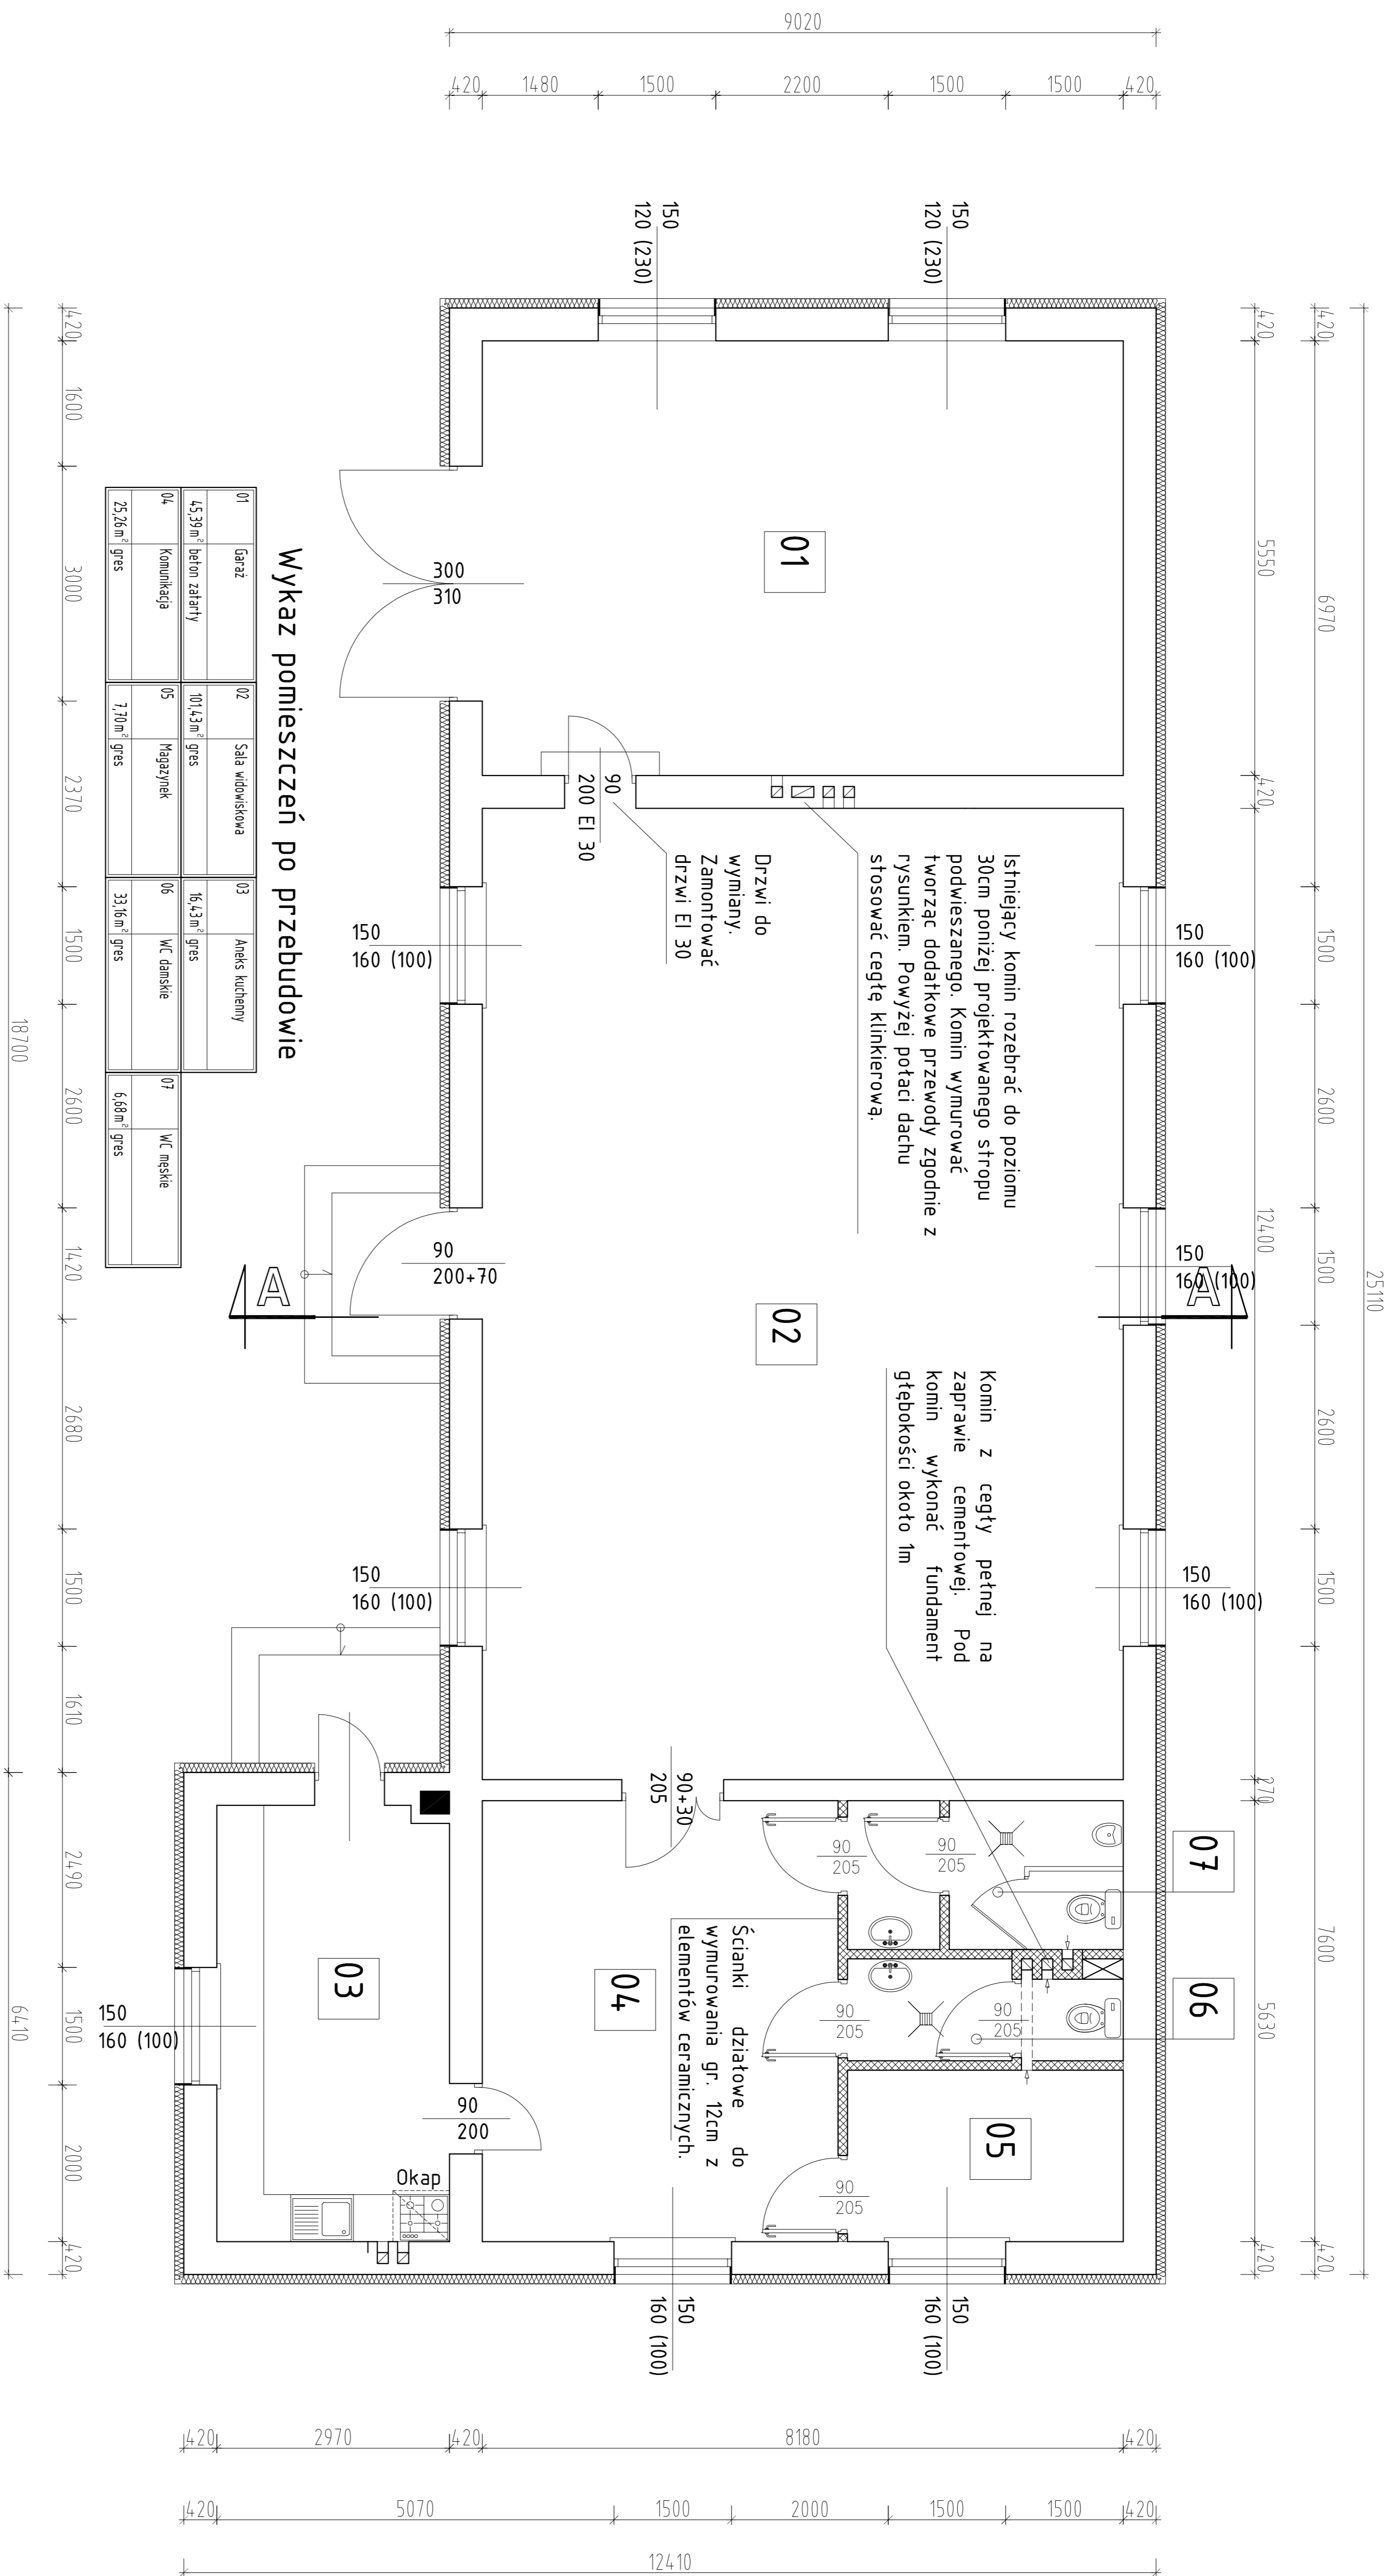 25110
420
6970
1500
2600
1500
2600
1500
7600
420
420
5550
420
12400
270
5630
420
9020
420
1480
1500
2200
1500
1500
420
150
120 (230)
150
120 (230)
01
300
310
90
200 EI 30
Drzwi do
wymiany.
Zamontować
drzwi EI 30
Istniejący komin rozebrać do poziomu
30cm poniżej projektowanego stropu
podwieszanego. Komin wymurować
tworząc dodatkowe przewody zgodnie z
rysunkiem. Powyżej połaci dachu
stosować cegłę klinkierową.
150
160 (100)
150
160 (100)
150
160 (100)
A
02
Komin z cegły pełnej na
zaprawie cementowej. Pod
komin wykonać fundament
głębokości około 1m
150
160 (100)
90
200+70
A
150
160 (100)
90+30
205
07
06
90
205
90
205
90
205
90
205
05
90
205
04
Ścianki działowe do
wymurowania gr. 12cm z
elementów ceramicznych.
03
90
200
Okap
150
160 (100)
150
160 (100)
150
160 (100)
Wykaz pomieszczeń po przebudowie
01 Garaż
45,39m² beton zatarty
02 Sala widowiskowa
101,43m² gres
03 Aneks kuchenny
16,43m² gres
04 Komunikacja
25,26m² gres
05 Magazynek
7,70m² gres
06 WC damskie
33,16m² gres
07 WC męskie
6,68m² gres
420
1600
3000
2370
1500
2600
1420
2680
1500
1610
2490
1500
2000
420
18700
6410
420
2970
420
8180
420
420
5070
1500
2000
1500
1500
420
12410